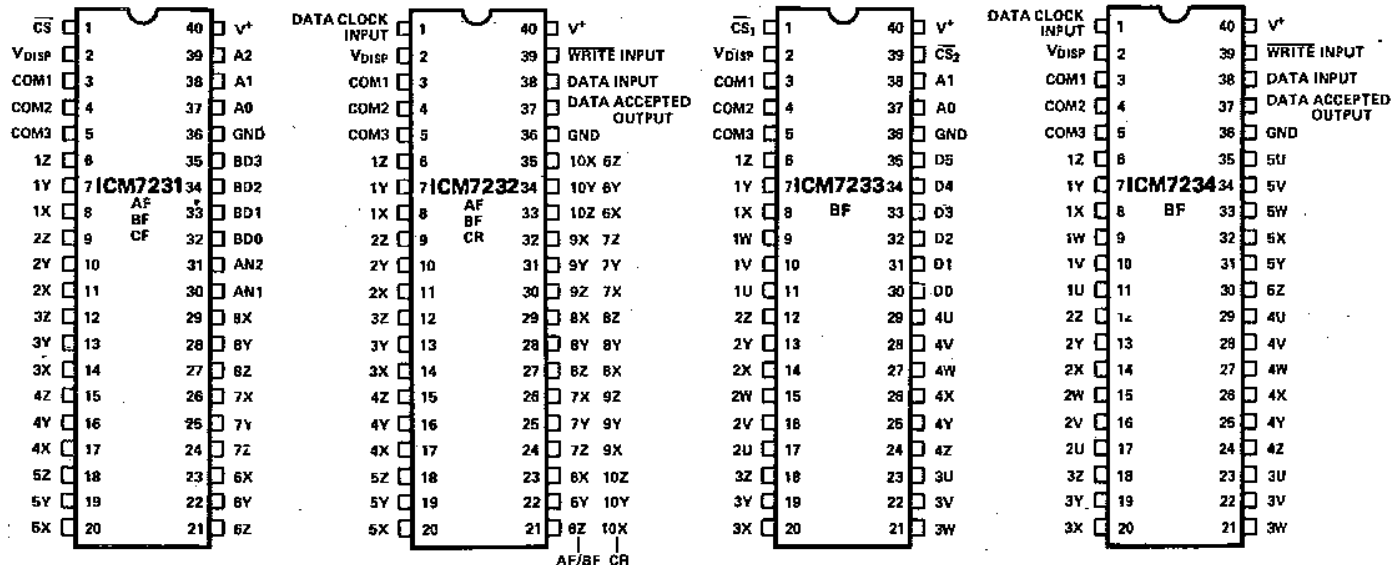 CS 1 40 V+
VDISP 2 39 A2
COM1 3 38 A1
COM2 4 37 A0
COM3 5 36 GND
1Z 6 35 BD3
1Y 7 ICM7231 34 BD2
AF
1X 8 BF 33 BD1
2Z 9 CF 32 BD0
2Y 10 31 AN2
2X 11 30 AN1
3Z 12 29 8X
3Y 13 28 8Y
3X 14 27 8Z
4Z 15 26 7X
4Y 16 25 7Y
4X 17 24 7Z
5Z 18 23 6X
5Y 19 22 6Y
5X 20 21 6Z
DATA CLOCK
INPUT 1 40 V+
VDISP 2 39 WRITE INPUT
COM1 3 38 DATA INPUT
COM2 4 37 DATA ACCEPTED
OUTPUT
COM3 5 36 GND
1Z 6 35 10X 6Z
1Y 7 ICM7232 34 10Y 6Y
AF
1X 8 BF 33 10Z 6X
2Z 9 CR 32 9X 7Z
2Y 10 31 9Y 7Y
2X 11 30 9Z 7X
3Z 12 29 8X 8Z
3Y 13 28 8Y 8Y
3X 14 27 8Z 8X
4Z 15 26 7X 9Z
4Y 16 25 7Y 9Y
4X 17 24 7Z 9X
5Z 18 23 6X 10Z
5Y 19 22 6Y 10Y
5X 20 21 6Z 10X
AF/BF CR
CS1 1 40 V+
VDISP 2 39 CS2
COM1 3 38 A1
COM2 4 37 A0
COM3 5 36 GND
1Z 6 35 D5
1Y 7 ICM7233 34 D4
1X 8 BF 33 D3
1W 9 32 D2
1V 10 31 D1
1U 11 30 D0
2Z 12 29 4U
2Y 13 28 4V
2X 14 27 4W
2W 15 26 4X
2V 16 25 4Y
2U 17 24 4Z
3Z 18 23 3U
3Y 19 22 3V
3X 20 21 3W
DATA CLOCK
INPUT 1 40 V+
VDISP 2 39 WRITE INPUT
COM1 3 38 DATA INPUT
COM2 4 37 DATA ACCEPTED
OUTPUT
COM3 5 36 GND
1Z 6 35 5U
1Y 7 ICM7234 34 5V
1X 8 BF 33 5W
1W 9 32 5X
1V 10 31 5Y
1U 11 30 5Z
2Z 12 29 4U
2Y 13 28 4V
2X 14 27 4W
2W 15 26 4X
2V 16 25 4Y
2U 17 24 4Z
3Z 18 23 3U
3Y 19 22 3V
3X 20 21 3W